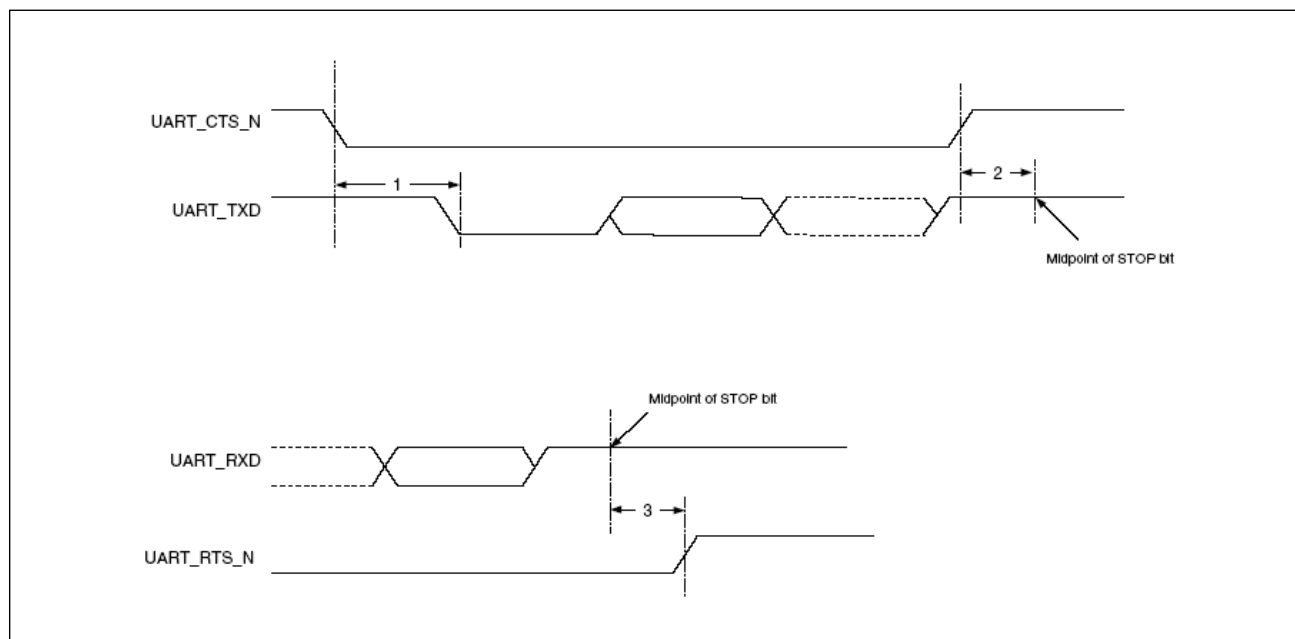 UART_CTS_N
1
2
UART_TXD
Midpoint of STOP bit
Midpoint of STOP bit
UART_RXD
3
UART_RTS_N